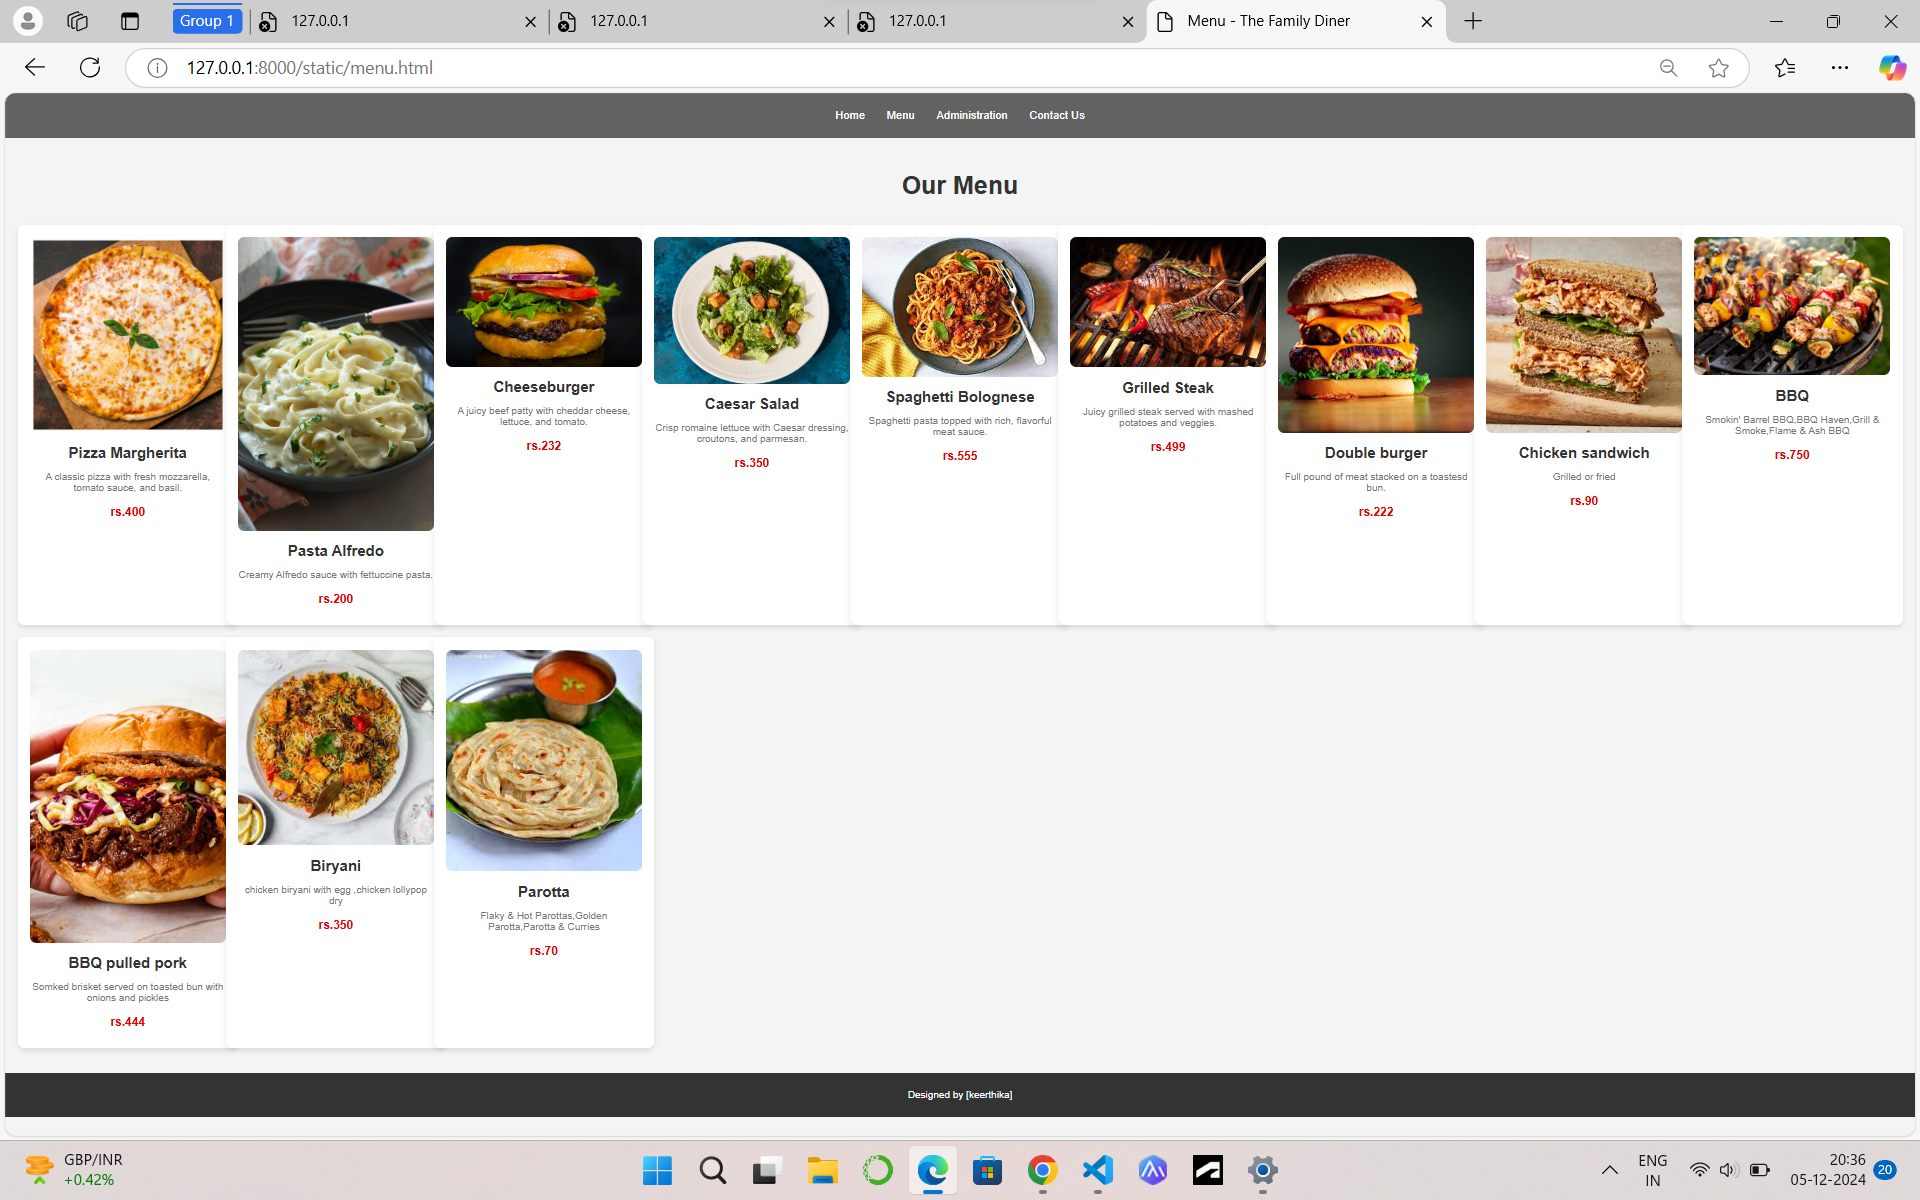 Group 1
127.0.0.1
127.0.0.1
127.0.0.1
Menu - The Family Diner
127.0.0.1:8000/static/menu.html
Home Menu Administration Contact Us
Our Menu
Pizza Margherita
A classic pizza with fresh mozzarella,
tomato sauce, and basil.
rs.400
Pasta Alfredo
Creamy Alfredo sauce with fettuccine pasta.
rs.200
Cheeseburger
A juicy beef patty with cheddar cheese,
lettuce, and tomato.
rs.232
Caesar Salad
Crisp romaine lettuce with Caesar dressing,
croutons, and parmesan.
rs.350
Spaghetti Bolognese
Spaghetti pasta topped with rich, flavorful
meat sauce.
rs.555
Grilled Steak
Juicy grilled steak served with mashed
potatoes and veggies.
rs.499
Double burger
Full pound of meat stacked on a toastesd
bun.
rs.222
Chicken sandwich
Grilled or fried
rs.90
BBQ
Smokin' Barrel BBQ,BBQ Haven,Grill &
Smoke,Flame & Ash BBQ
rs.750
BBQ pulled pork
Somked brisket served on toasted bun with
onions and pickles
rs.444
Biryani
chicken biryani with egg ,chicken lollypop
dry
rs.350
Parotta
Flaky & Hot Parottas,Golden
Parotta,Parotta & Curries
rs.70
Designed by [keerthika]
GBP/INR
+0.42%
ENG
IN
20:36
05-12-2024
20